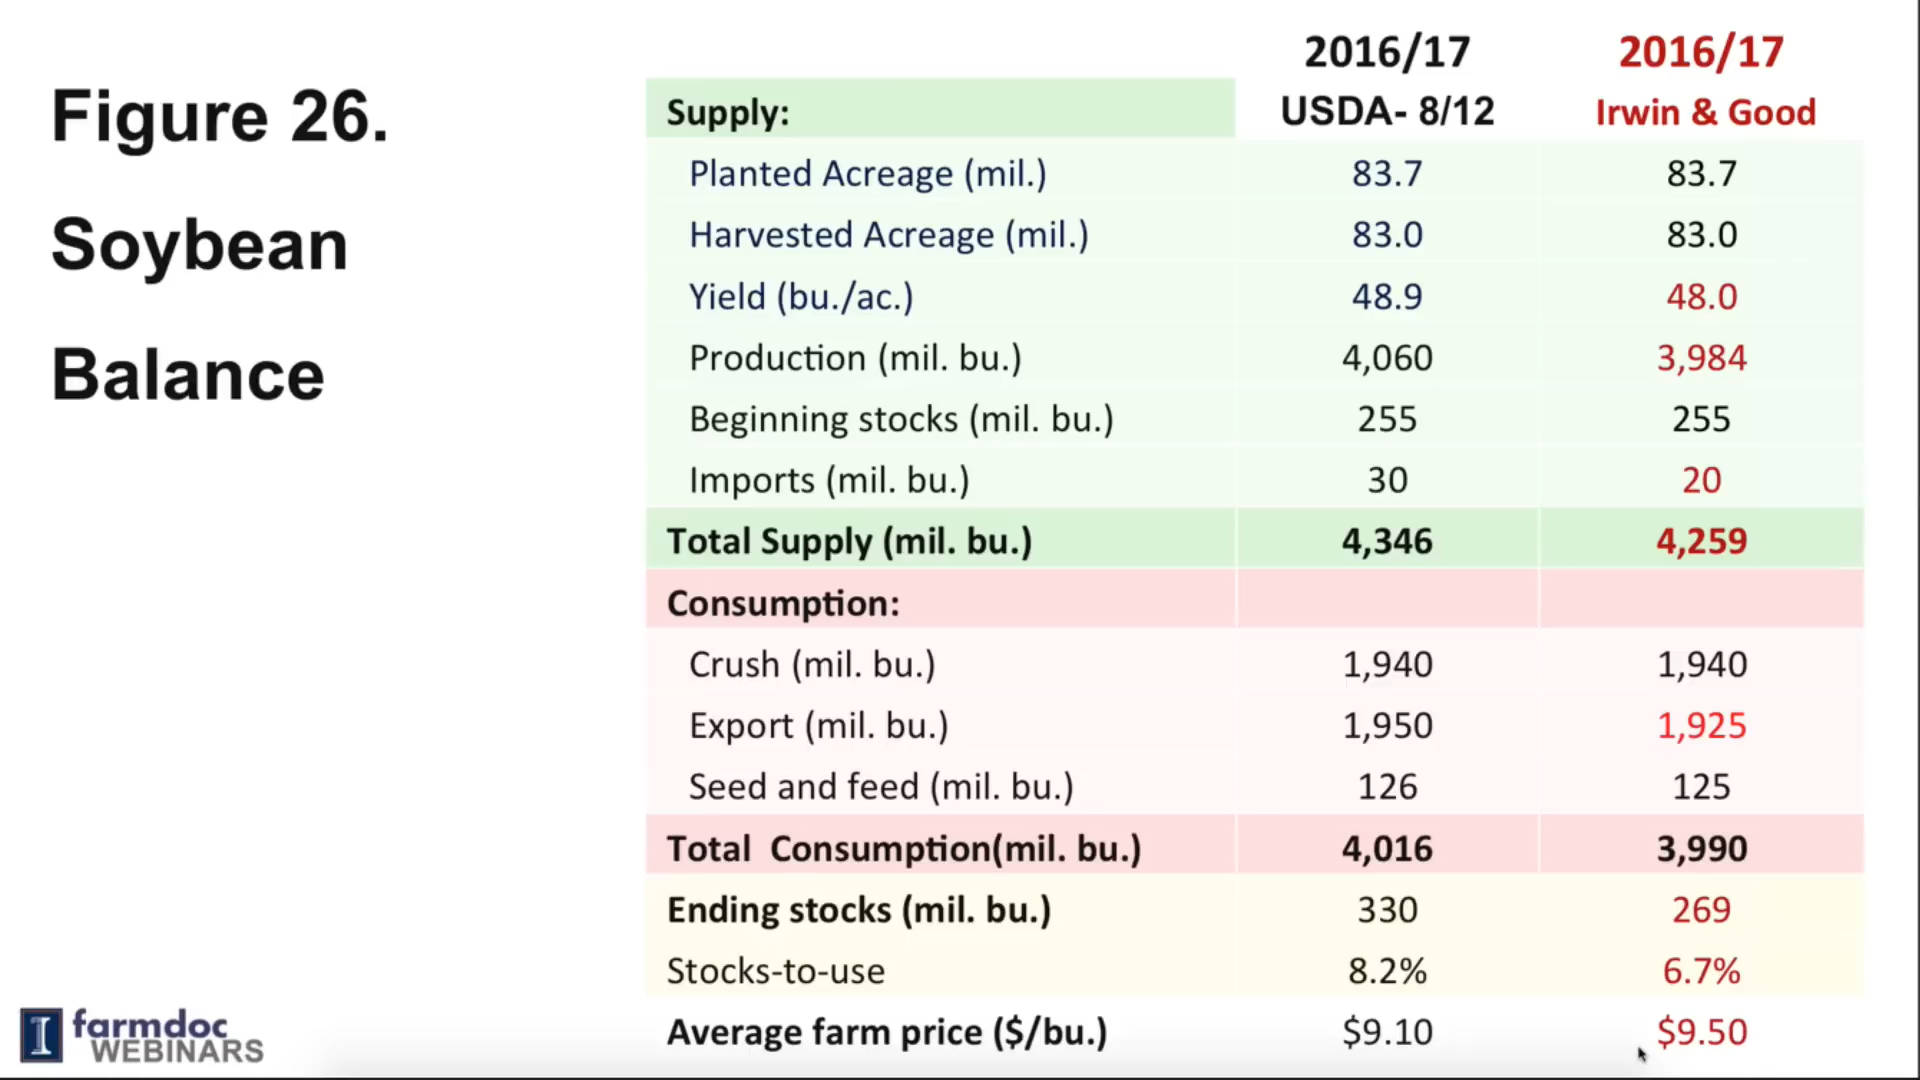 Figure 26.
Soybean
Balance
2016/17 2016/17
Supply: USDA- 8/12 Irwin & Good
Planted Acreage (mil.) 83.7 83.7
Harvested Acreage (mil.) 83.0 83.0
Yield (bu./ac.) 48.9 48.0
Production (mil. bu.) 4,060 3,984
Beginning stocks (mil. bu.) 255 255
Imports (mil. bu.) 30 20
Total Supply (mil. bu.) 4,346 4,259
Consumption:
Crush (mil. bu.) 1,940 1,940
Export (mil. bu.) 1,950 1,925
Seed and feed (mil. bu.) 126 125
Total Consumption(mil. bu.) 4,016 3,990
Ending stocks (mil. bu.) 330 269
Stocks-to-use 8.2% 6.7%
Average farm price ($/bu.) $9.10 $9.50
I farmdoc
WEBINARS